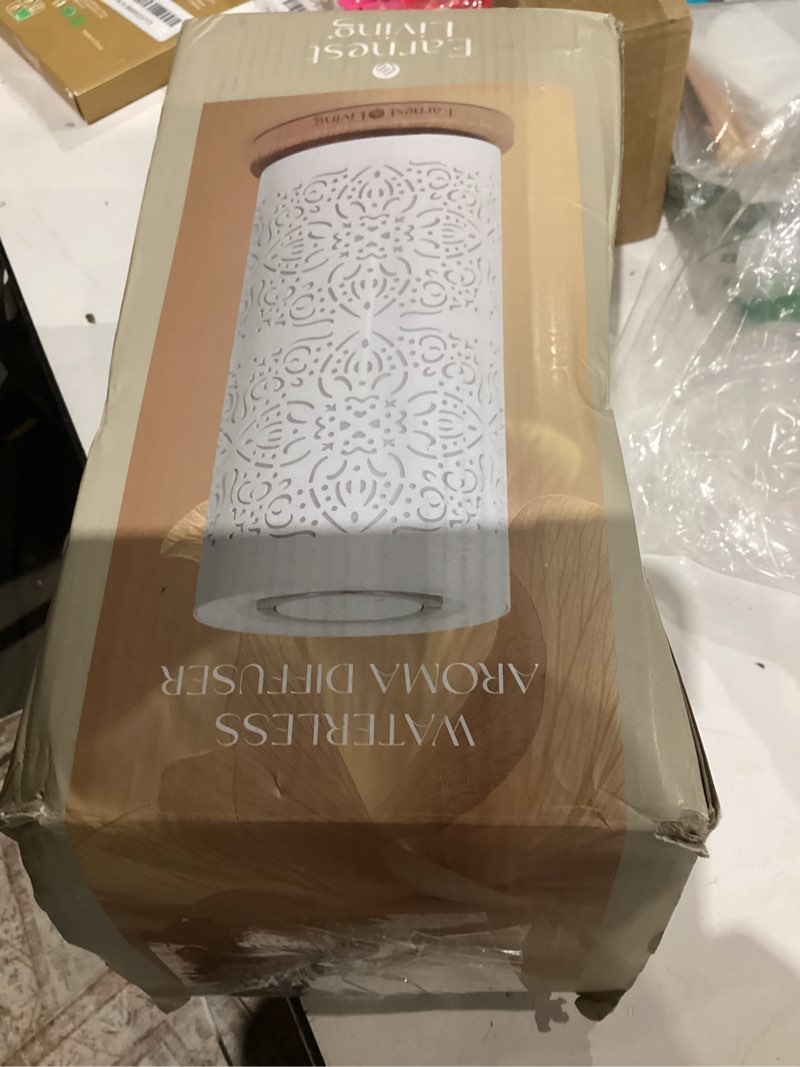 WATERLESS
AROMA DIFFUSER
Earnest Living
Earnest
Living